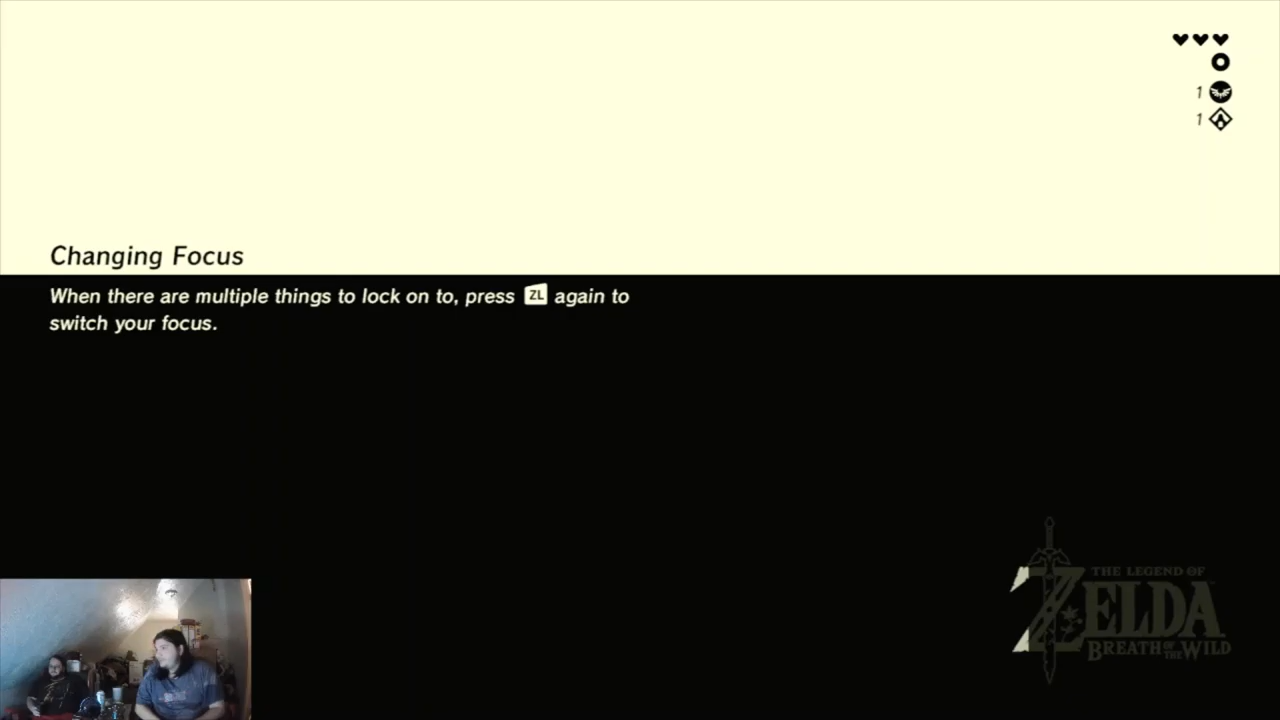 1
1
Changing Focus
When there are multiple things to lock on to, press ZL again to
switch your focus.
THE LEGEND OF
ZELDA
BREATH OF THE WILD